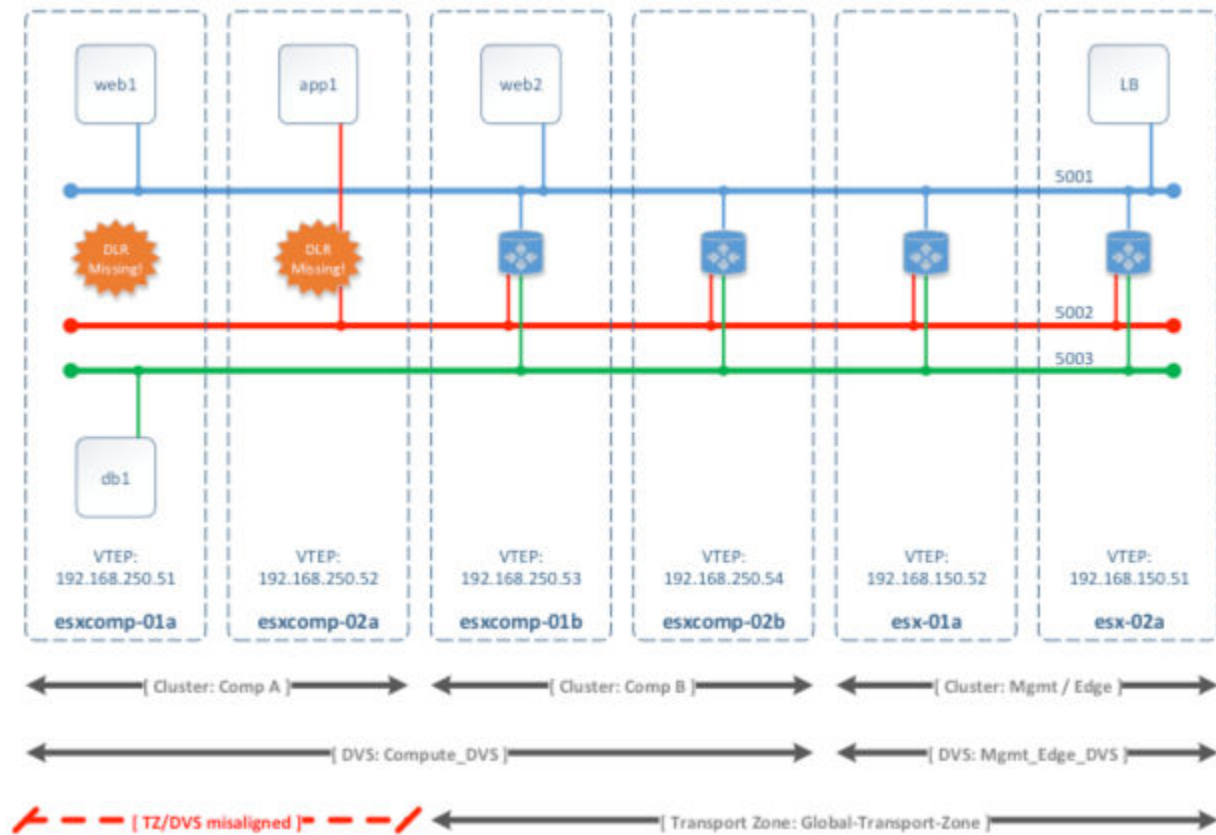 web1
app1
web2
LB
5001
DLR
Missing!
DLR
Missing!
5002
5003
db1
VTEP:
192.168.250.51
VTEP:
192.168.250.52
VTEP:
192.168.250.53
VTEP:
192.168.250.54
VTEP:
192.168.150.52
VTEP:
192.168.150.51
esxcomp-01a
esxcomp-02a
esxcomp-01b
esxcomp-02b
esx-01a
esx-02a
[ Cluster: Comp A ]
[ Cluster: Comp B ]
[ Cluster: Mgmt / Edge ]
[ DVS: Compute_DVS ]
[ DVS: Mgmt_Edge_DVS ]
[ TZ/DVS misaligned ]
[ Transport Zone: Global-Transport-Zone ]